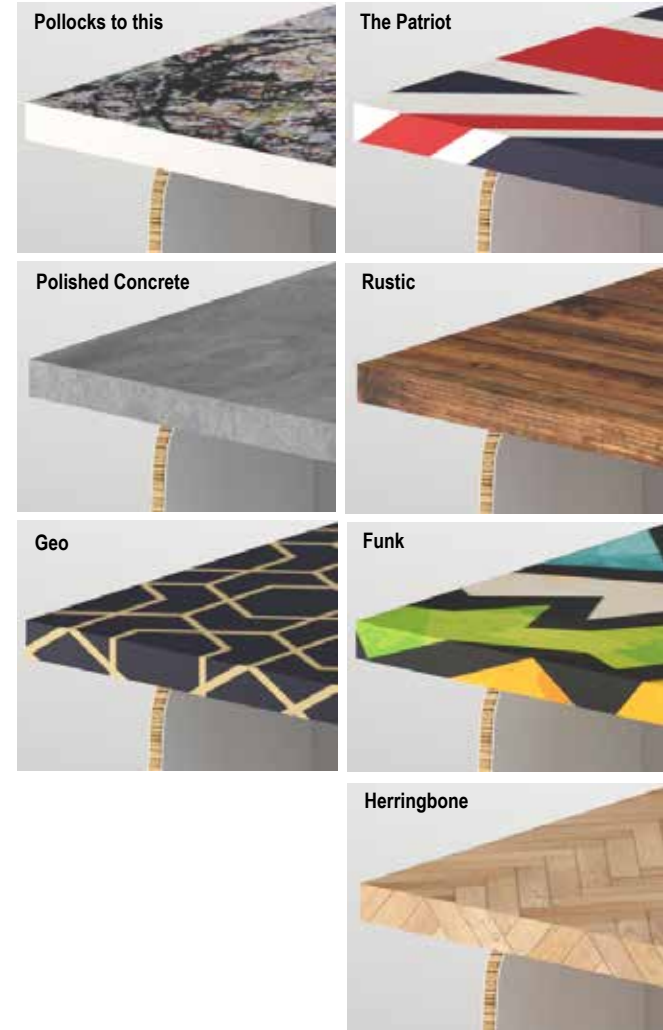 Pollocks to this
The Patriot
Polished Concrete
Rustic
Geo
Funk
Herringbone